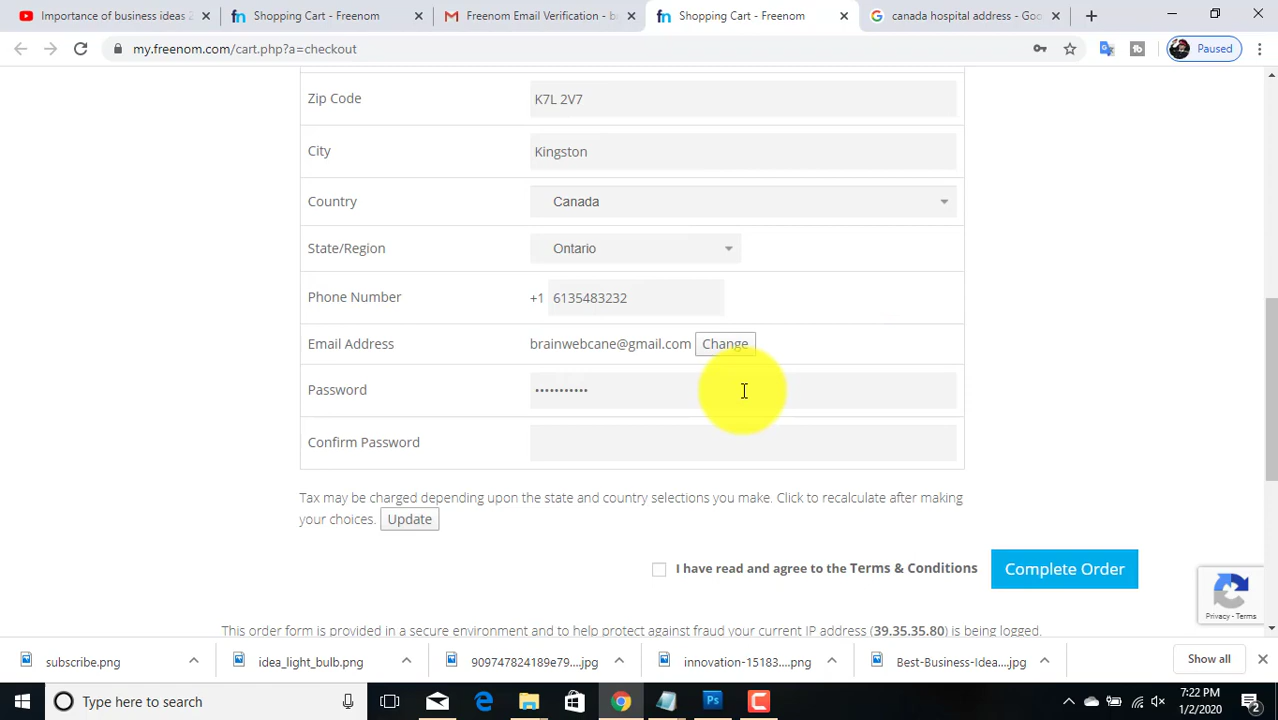 Importance of business ideas 2
Shopping Cart - Freenom
Freenom Email Verification - b
Shopping Cart - Freenom
canada hospital address - Goo
my.freenom.com/cart.php?a=checkout
Paused
Zip Code K7L 2V7
City Kingston
Country Canada
State/Region Ontario
Phone Number +1 6135483232
Email Address brainwebcane@gmail.com Change
Password •••••••••••
Confirm Password
Tax may be charged depending upon the state and country selections you make. Click to recalculate after making
your choices. Update
I have read and agree to the Terms & Conditions Complete Order
Privacy - Terms
This order form is provided in a secure environment and to help protect against fraud your current IP address (39.35.35.80) is being logged.
subscribe.png
idea_light_bulb.png
909747824189e79....jpg
innovation-15183....png
Best-Business-Idea....jpg
Show all
Type here to search
7:22 PM
1/2/2020
2